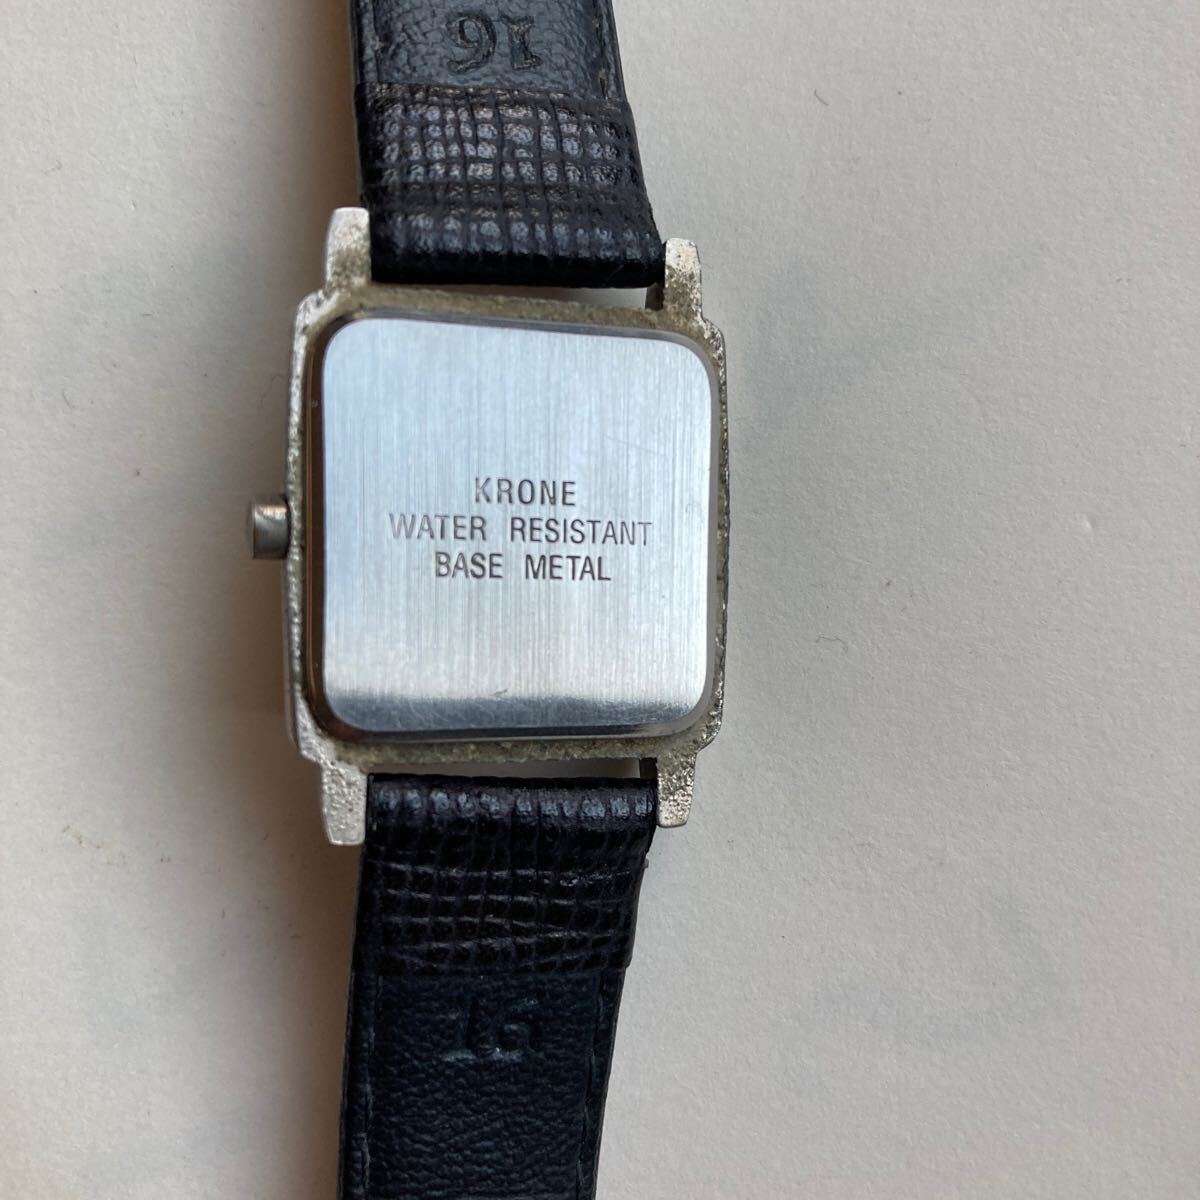 16
KRONE
WATER RESISTANT
BASE METAL
16